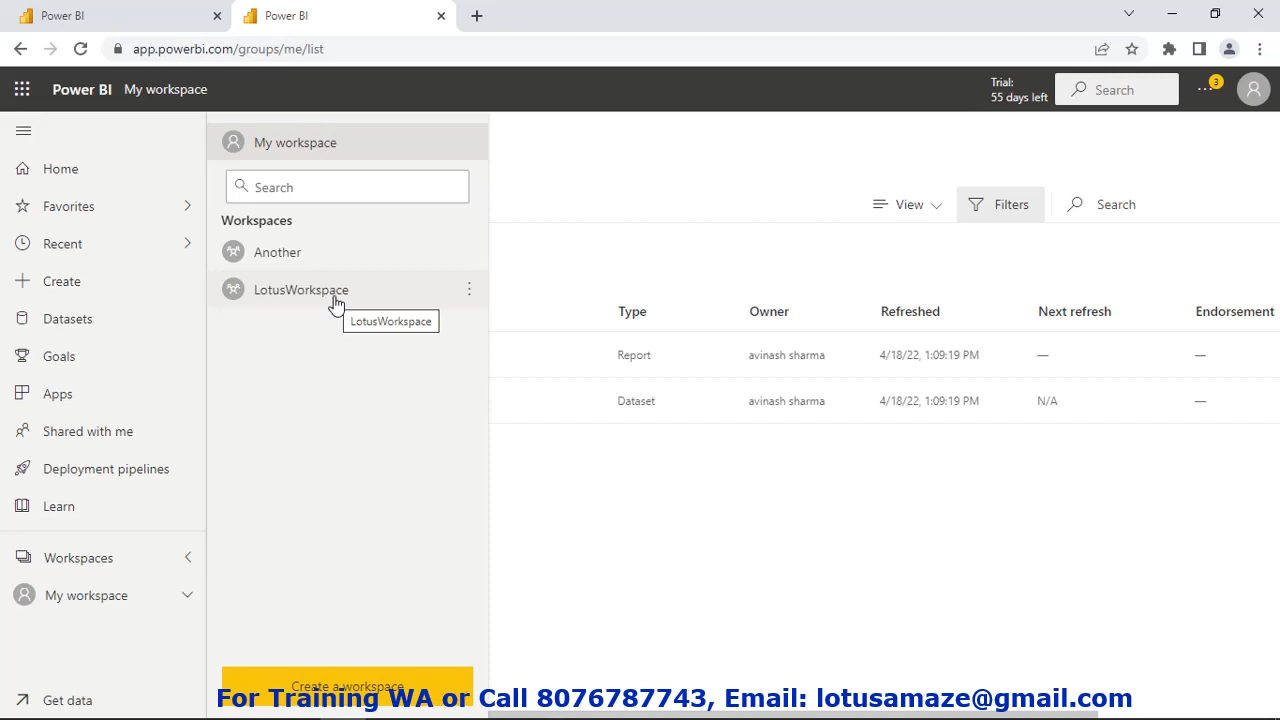 Power BI
Power BI
app.powerbi.com/groups/me/list
Power BI My workspace
Trial:
55 days left
Search
3
Home
Favorites
Recent
Create
Datasets
Goals
Apps
Shared with me
Deployment pipelines
Learn
Workspaces
My workspace
Get data
My workspace
Search
Workspaces
Another
LotusWorkspace
LotusWorkspace
Create a workspace
View
Filters
Search
Type Owner Refreshed Next refresh Endorsement
Report avinash sharma 4/18/22, 1:09:19 PM — —
Dataset avinash sharma 4/18/22, 1:09:19 PM N/A —
For Training WA or Call 8076787743, Email: lotusamaze@gmail.com